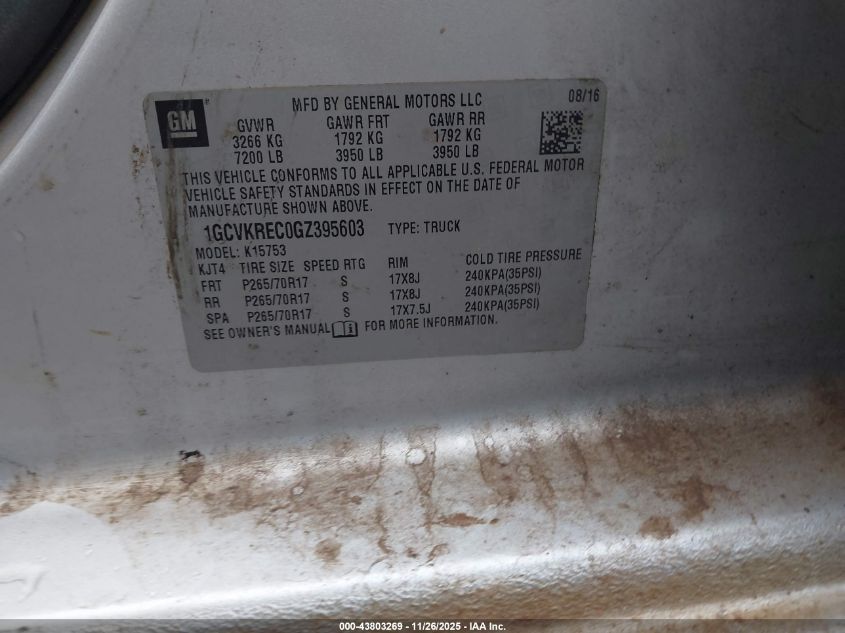 GM
MFD BY GENERAL MOTORS LLC 08/16
GVWR GAWR FRT GAWR RR
3266 KG 1792 KG 1792 KG
7200 LB 3950 LB 3950 LB
THIS VEHICLE CONFORMS TO ALL APPLICABLE U.S. FEDERAL MOTOR
VEHICLE SAFETY STANDARDS IN EFFECT ON THE DATE OF
MANUFACTURE SHOWN ABOVE.
1GCVKREC0GZ395603 TYPE: TRUCK
MODEL: K15753
KJT4 TIRE SIZE SPEED RTG RIM COLD TIRE PRESSURE
FRT P265/70R17 S 17X8J 240KPA(35PSI)
RR P265/70R17 S 17X8J 240KPA(35PSI)
SPA P265/70R17 S 17X7.5J 240KPA(35PSI)
SEE OWNER'S MANUAL FOR MORE INFORMATION.
000-43803269 - 11/26/2025 - IAA Inc.